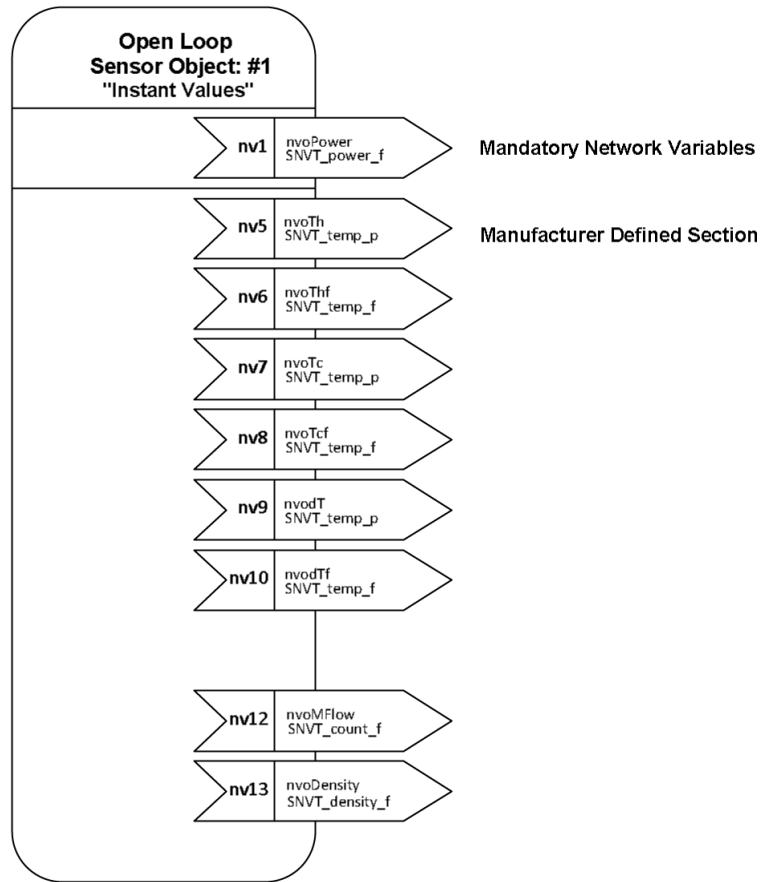 Open Loop
Sensor Object: #1
"Instant Values"
nv1
nvoPower
SNVT_power_f
Mandatory Network Variables
nv5
nvoTh
SNVT_temp_p
Manufacturer Defined Section
nv6
nvoThf
SNVT_temp_f
nv7
nvoTc
SNVT_temp_p
nv8
nvoTcf
SNVT_temp_f
nv9
nvodT
SNVT_temp_p
nv10
nvodTf
SNVT_temp_f
nv12
nvoMFlow
SNVT_count_f
nv13
nvoDensity
SNVT_density_f